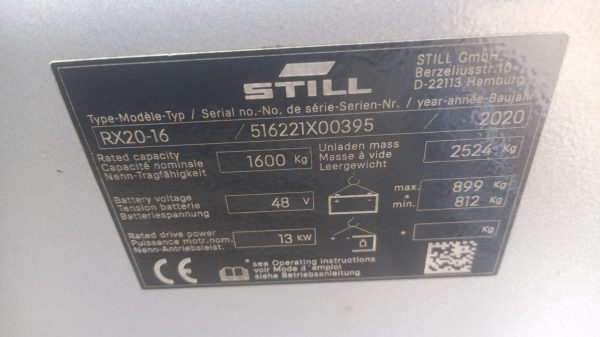 STILL
STILL GmbH
Berzeliusstr.10
D-22113 Hamburg
Type-Modèle-Typ / Serial no.-No. de série-Serien-Nr. / year-année-Baujahr
RX20-16 / 516221X00395 / 2020
Rated capacity
Capacité nominale
Nenn-Tragfähigkeit
1600 Kg
Unladen mass
Masse à vide
Leergewicht
2524 Kg
Battery voltage
Tension batterie
Batteriespannung
48 V
max. 899 Kg
* min. 812 Kg
Rated drive power
Puissance motr.nom.
Nenn-Antriebsleist.
13 KW
* Kg
CE
* see Operating Instructions
voir Mode d'emploi
siehe Betriebsanleitung